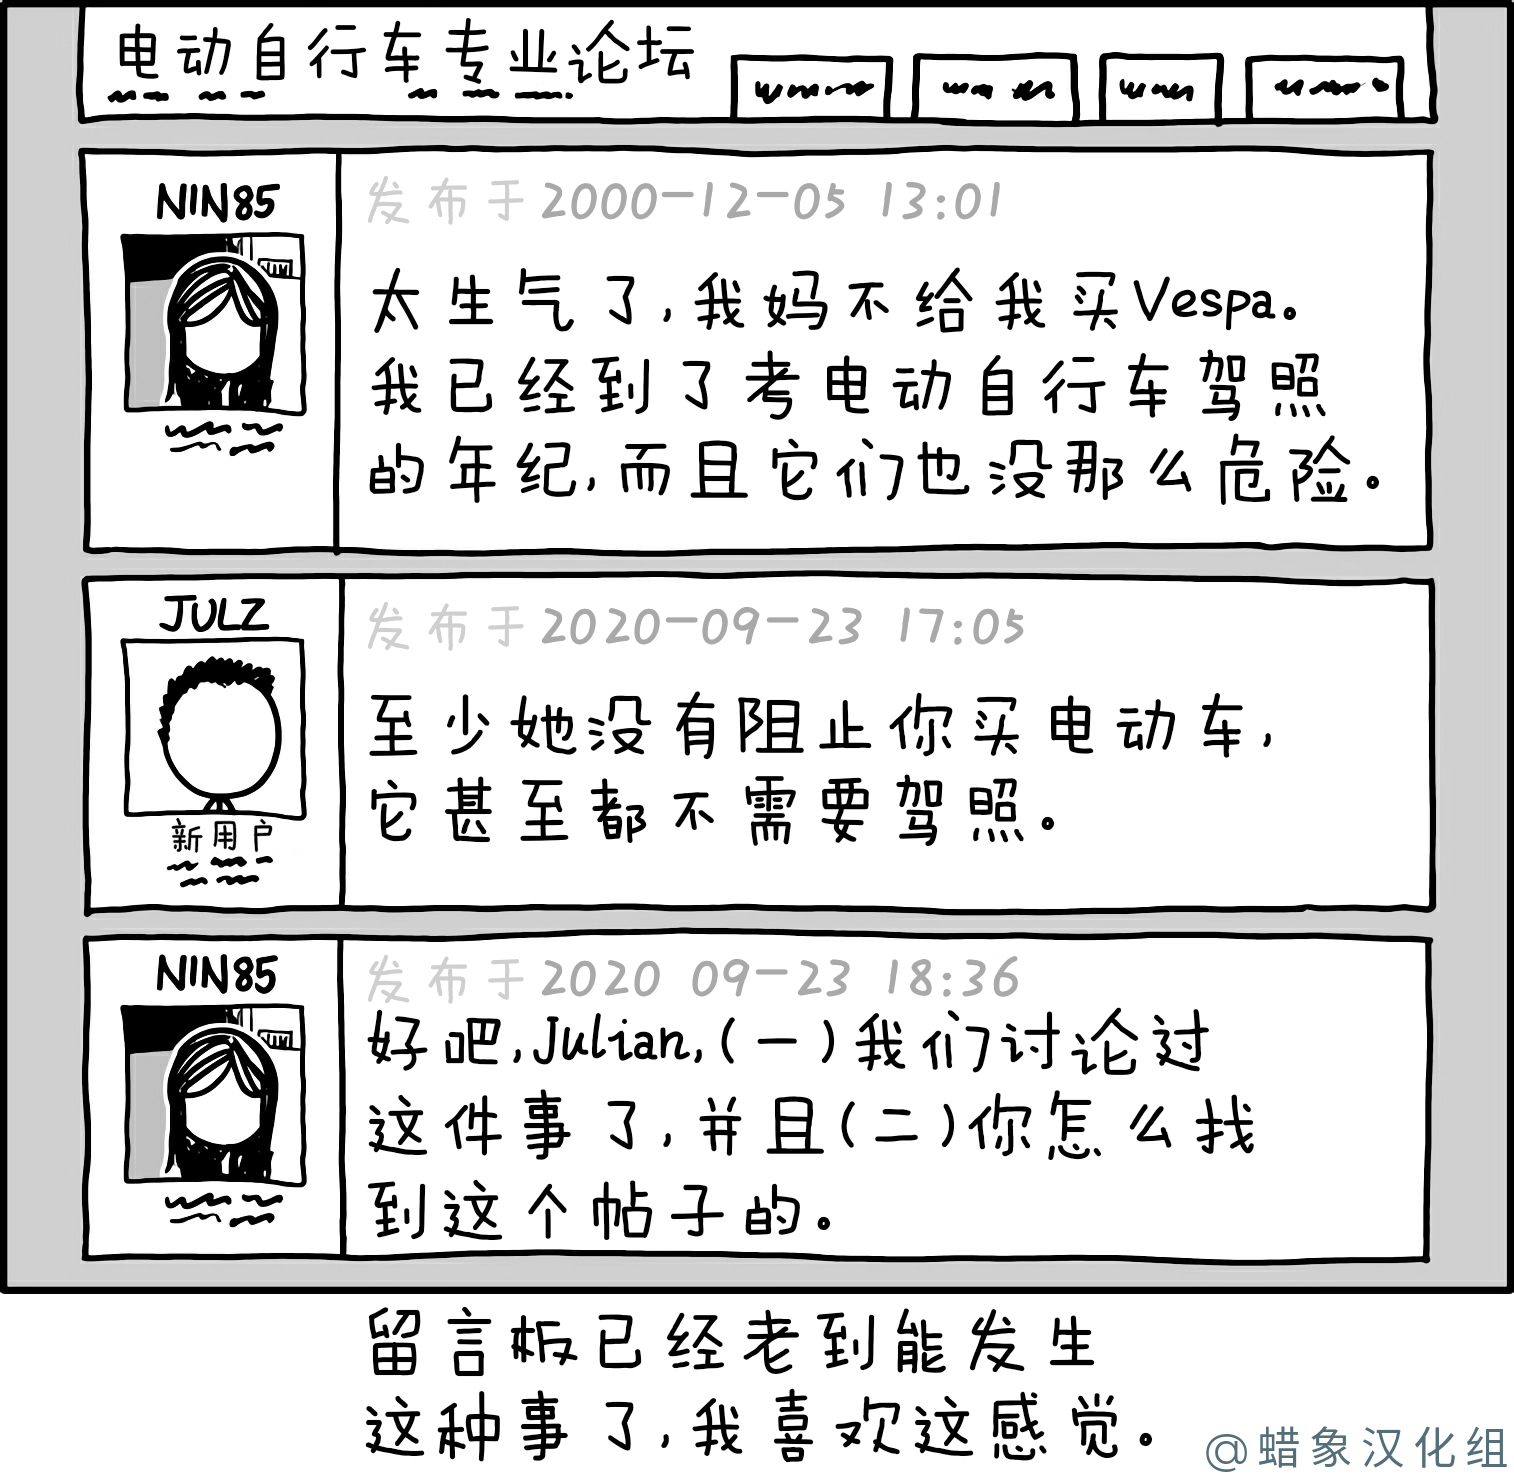 电动自行车专业论坛
NIN85
发布于2000-12-05 13:01
太生气了,我妈不给我买Vespa。
我已经到了考电动自行车驾照
的年纪,而且它们也没那么危险。
JULZ
新用户
发布于2020-09-23 17:05
至少她没有阻止你买电动车,
它甚至都不需要驾照。
NIN85
发布于2020 09-23 18:36
好吧,Julian,(一)我们讨论过
这件事了,并且(二)你怎么找
到这个帖子的。
留言板已经老到能发生
这种事了,我喜欢这感觉。
@蜡象汉化组